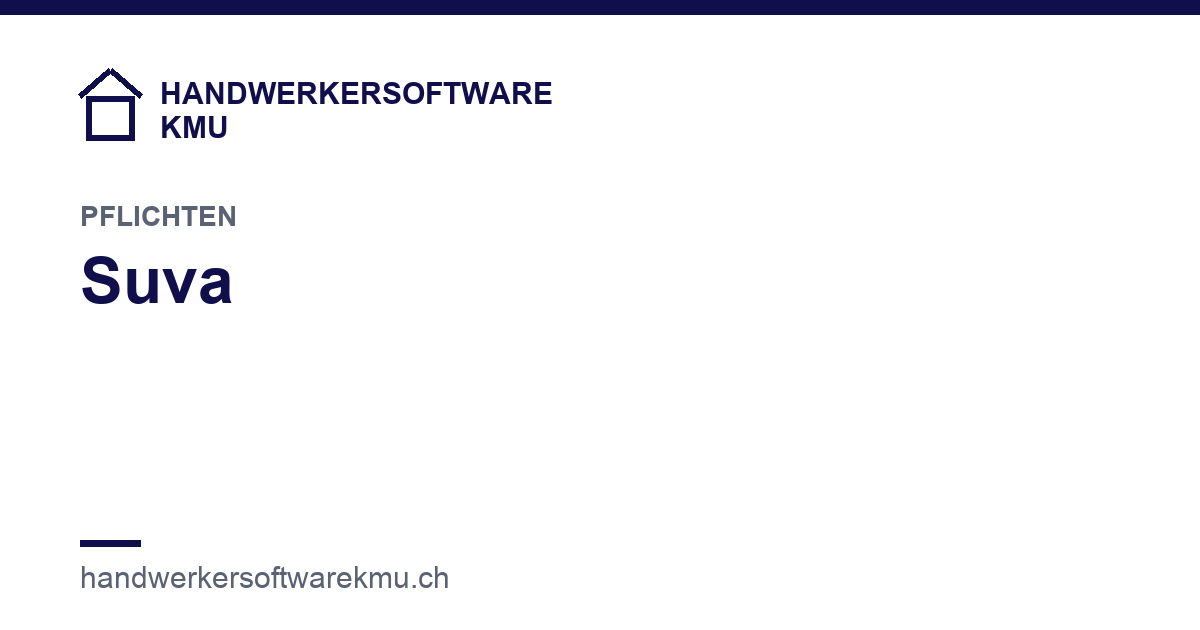 HANDWERKERSOFTWARE
KMU
PFLICHTEN
Suva
handwerkersoftwarekmu.ch